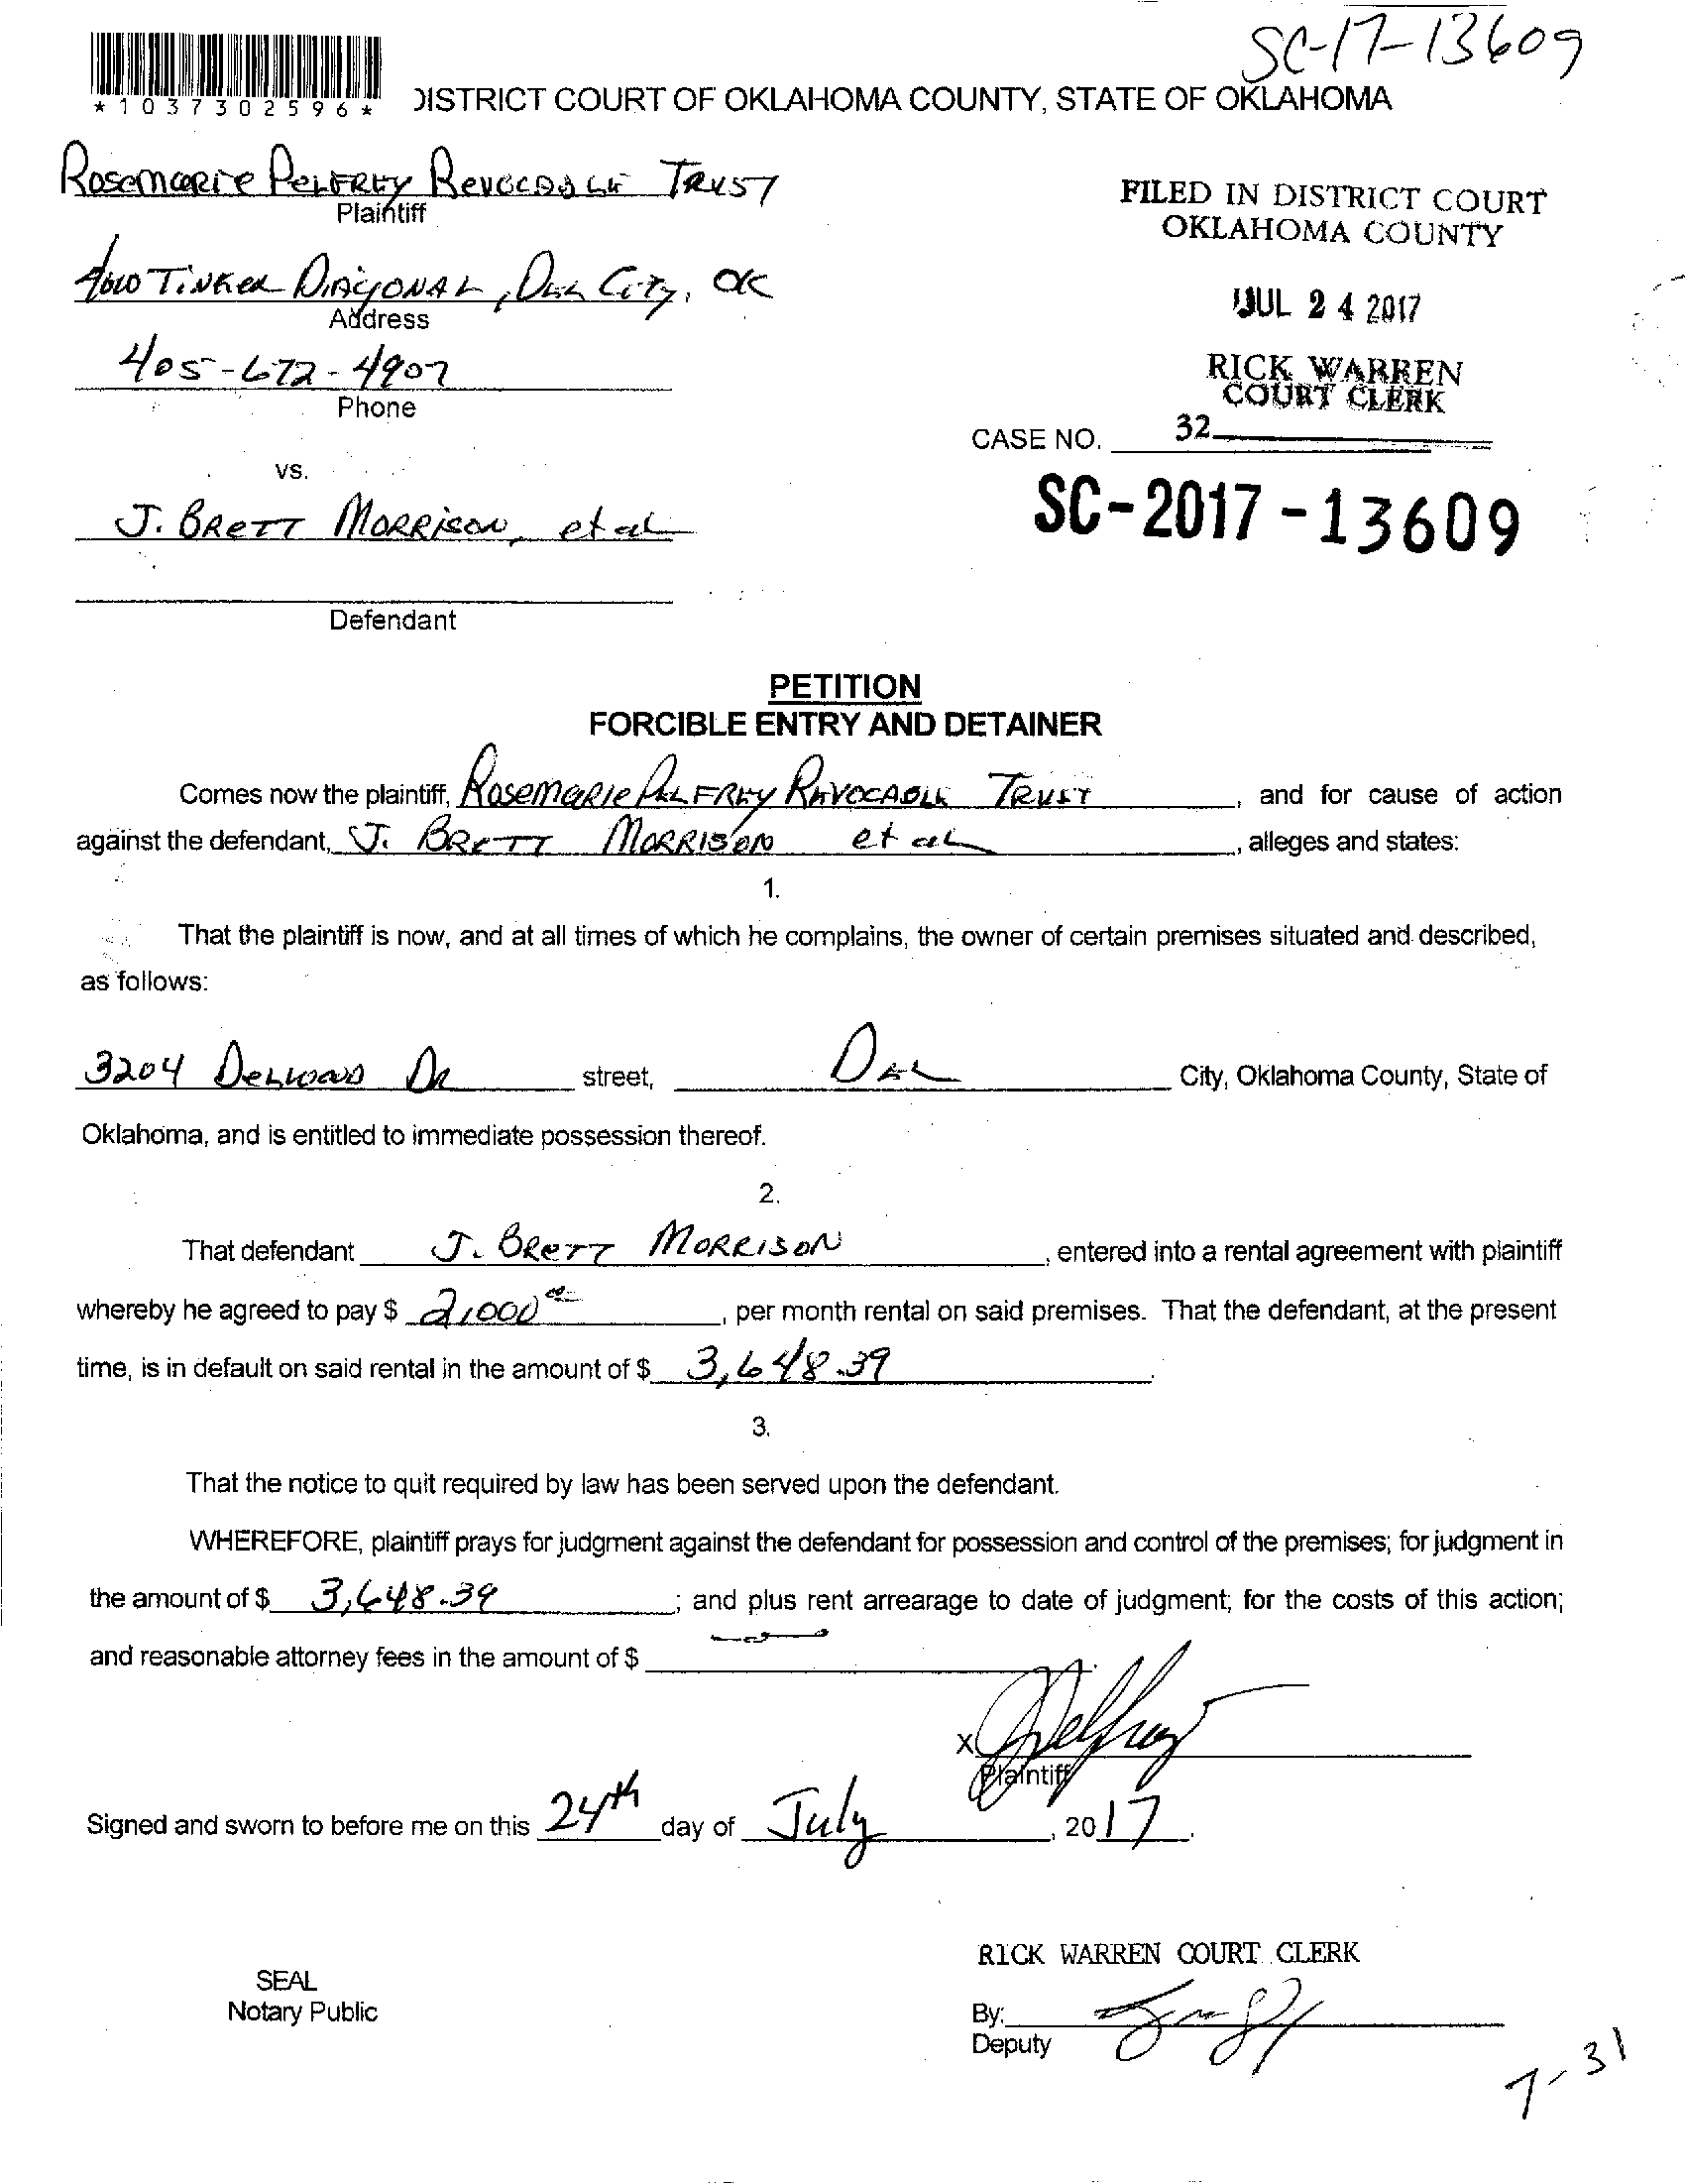 SC-17-13609
*1037302596*
DISTRICT COURT OF OKLAHOMA COUNTY, STATE OF OKLAHOMA
Rosemarie Pelfrey Revocable Trust
Plaintiff
FILED IN DISTRICT COURT
OKLAHOMA COUNTY
Tinker Diagonal, Del City, OK
Address
JUL 24 2017
405-672-4907
Phone
RICK WARREN
COURT CLERK
CASE NO. 32
vs.
SC-2017-13609
J. Brett Morrison, et al
Defendant
PETITION
FORCIBLE ENTRY AND DETAINER
Comes now the plaintiff, Rosemarie Pelfrey Revocable Trust, and for cause of action
against the defendant, J. Brett Morrison et al, alleges and states:
1.
That the plaintiff is now, and at all times of which he complains, the owner of certain premises situated and described,
as follows:
3204 Delwood Dr street, Del City, Oklahoma County, State of
Oklahoma, and is entitled to immediate possession thereof.
2.
That defendant J. Brett Morrison, entered into a rental agreement with plaintiff
whereby he agreed to pay $ 2,000, per month rental on said premises. That the defendant, at the present
time, is in default on said rental in the amount of $ 3,648.39.
3.
That the notice to quit required by law has been served upon the defendant.
WHEREFORE, plaintiff prays for judgment against the defendant for possession and control of the premises; for judgment in
the amount of $ 3,648.39; and plus rent arrearage to date of judgment; for the costs of this action;
and reasonable attorney fees in the amount of $
X Pelfrey
Plaintiff
Signed and sworn to before me on this 24th day of July, 2017.
RICK WARREN COURT CLERK
SEAL
Notary Public
By:
Deputy
7-31